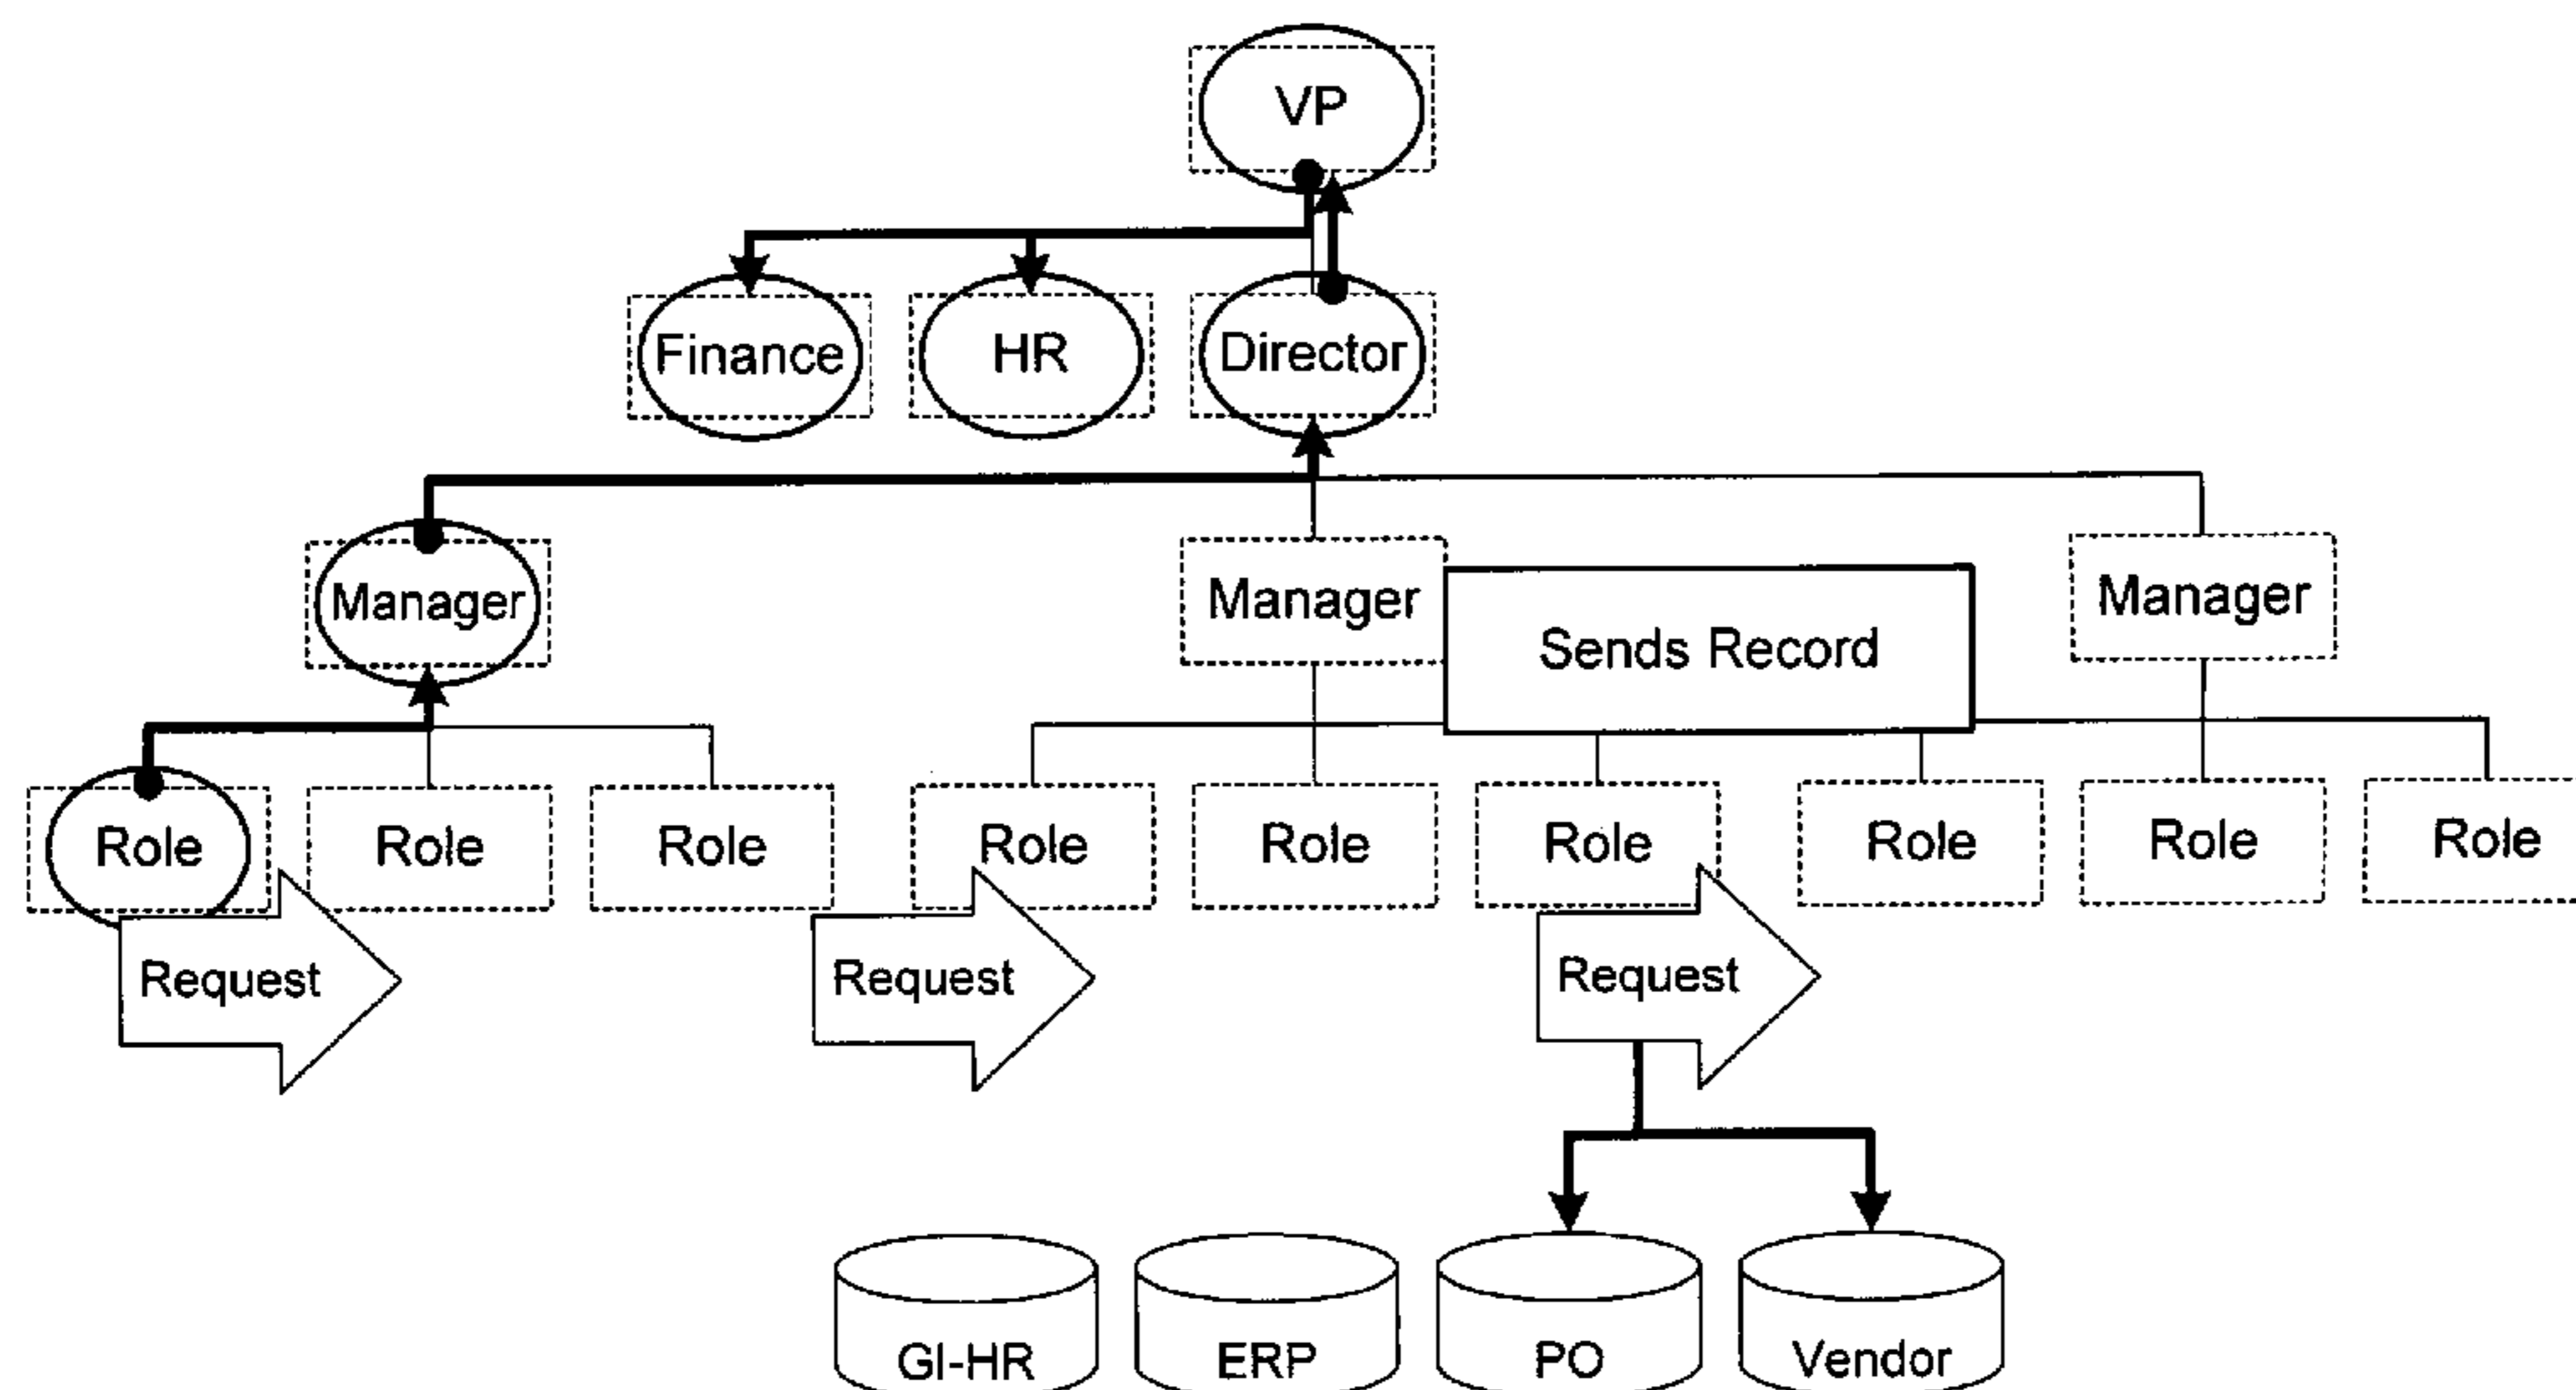 VP
Finance
HR
Director
Manager
Manager
Sends Record
Manager
Role
Role
Role
Role
Role
Role
Role
Role
Role
Request
Request
Request
GI-HR
ERP
PO
Vendor